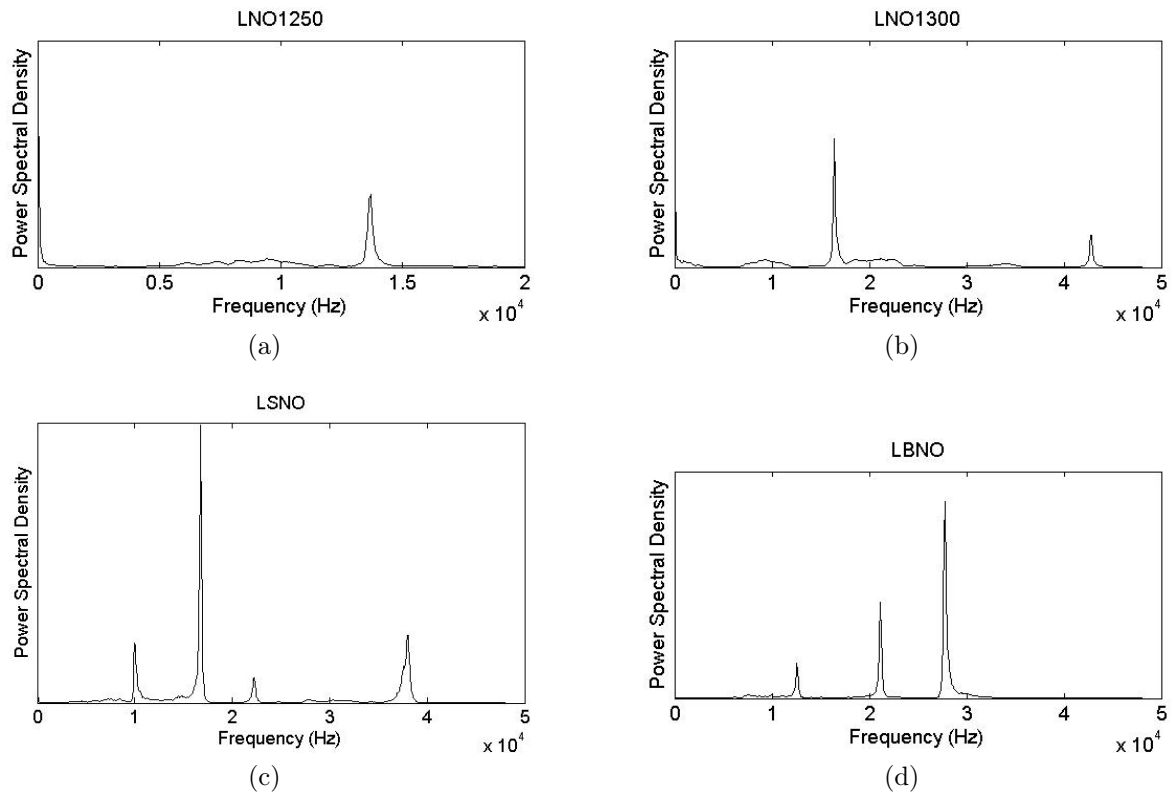 LNO1250
Power Spectral Density
0 0.5 1 1.5 2
Frequency (Hz)
x 10^4
(a)
LNO1300
Power Spectral Density
0 1 2 3 4 5
Frequency (Hz)
x 10^4
(b)
LSNO
Power Spectral Density
0 1 2 3 4 5
Frequency (Hz)
x 10^4
(c)
LBNO
Power Spectral Density
0 1 2 3 4 5
Frequency (Hz)
x 10^4
(d)